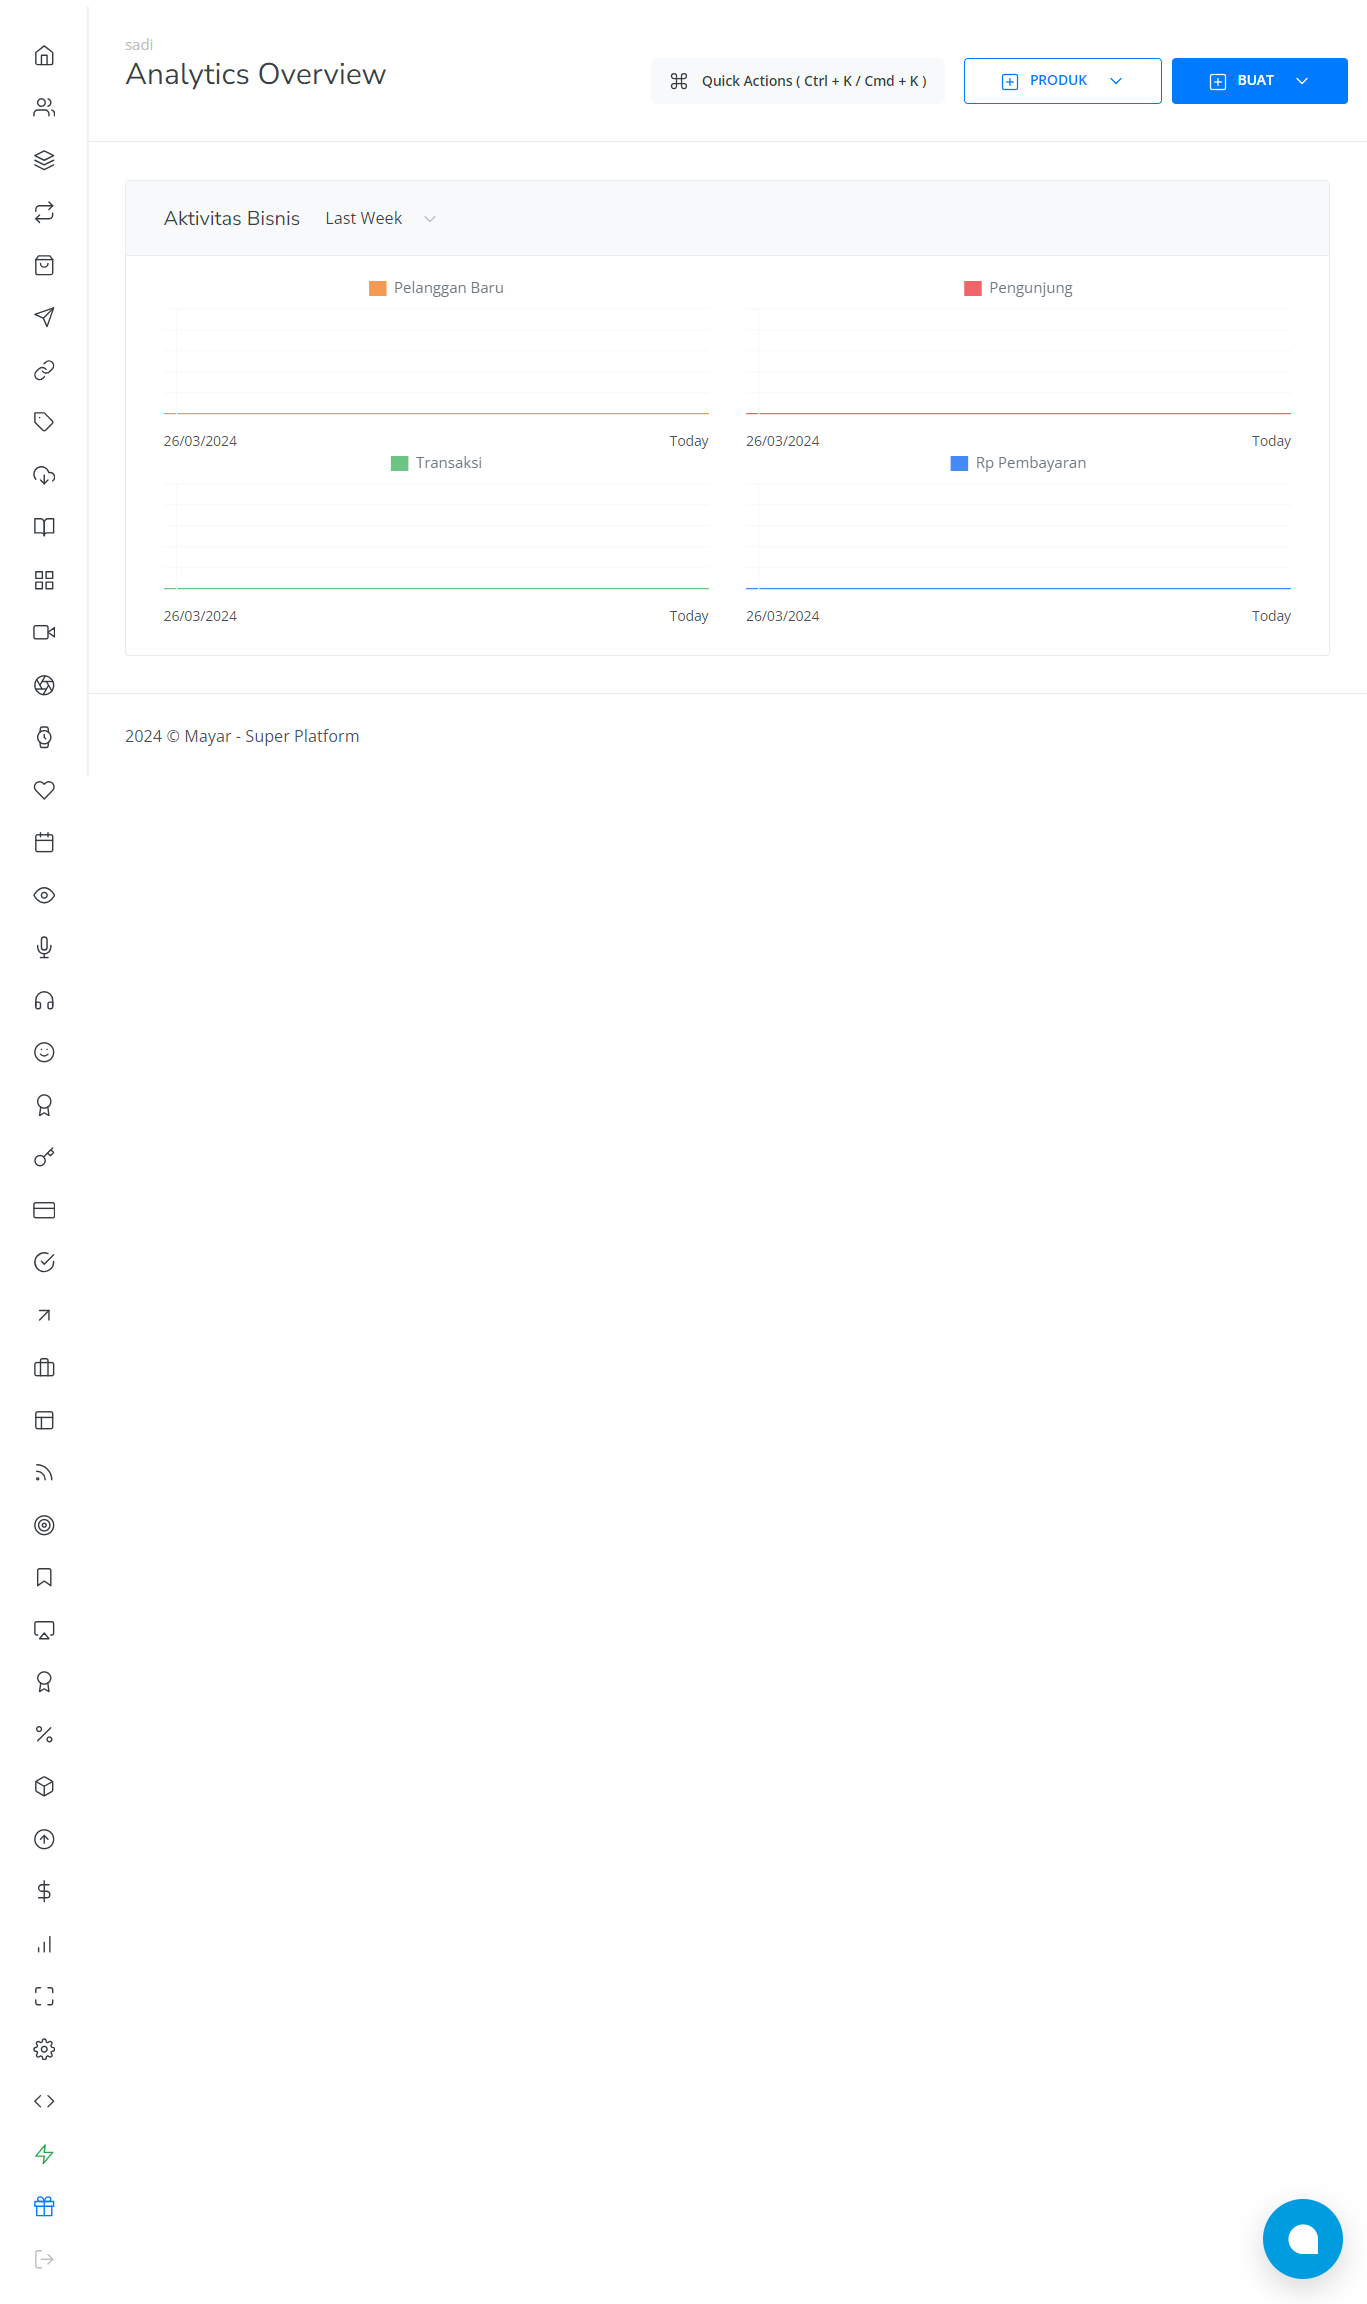 sadi
Analytics Overview
Quick Actions ( Ctrl + K / Cmd + K )
PRODUK
BUAT
Aktivitas Bisnis
Last Week
Pelanggan Baru
26/03/2024 Today
Pengunjung
26/03/2024 Today
Transaksi
26/03/2024 Today
Rp Pembayaran
26/03/2024 Today
2024 © Mayar - Super Platform